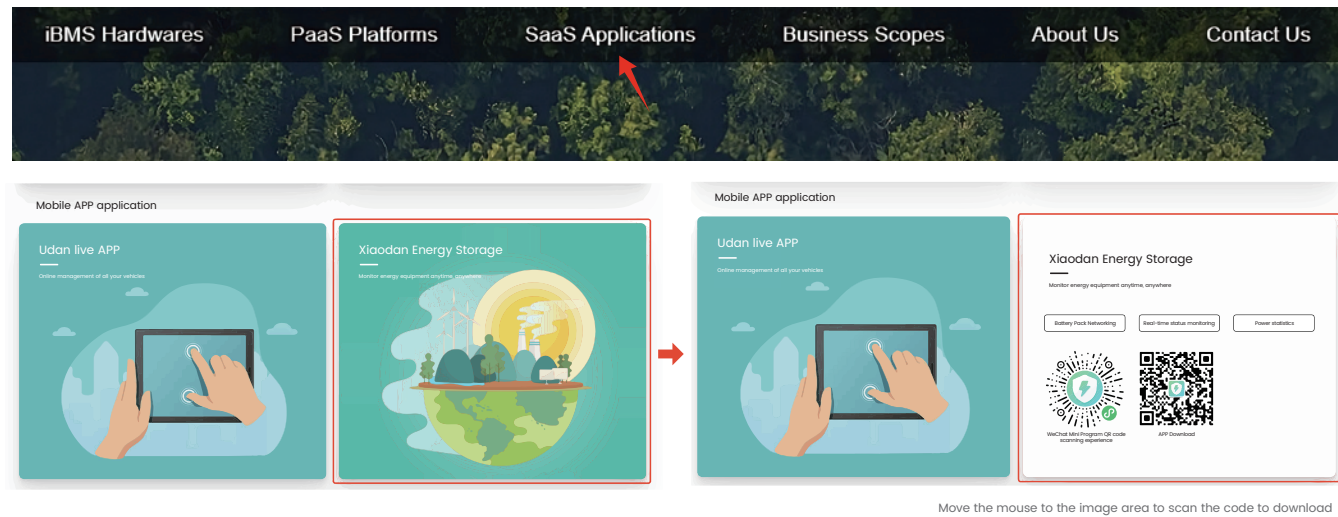 iBMS Hardwares PaaS Platforms SaaS Applications Business Scopes About Us Contact Us
Mobile APP application
Udan live APP
Online management of all your vehicles
Xiaodan Energy Storage
Monitor energy equipment anytime, anywhere
Mobile APP application
Udan live APP
Online management of all your vehicles
Xiaodan Energy Storage
Monitor energy equipment anytime, anywhere
Battery Pack Networking Real-time status monitoring Power statistics
WeChat Mini Program QR code
scanning experience
APP Download
Move the mouse to the image area to scan the code to download